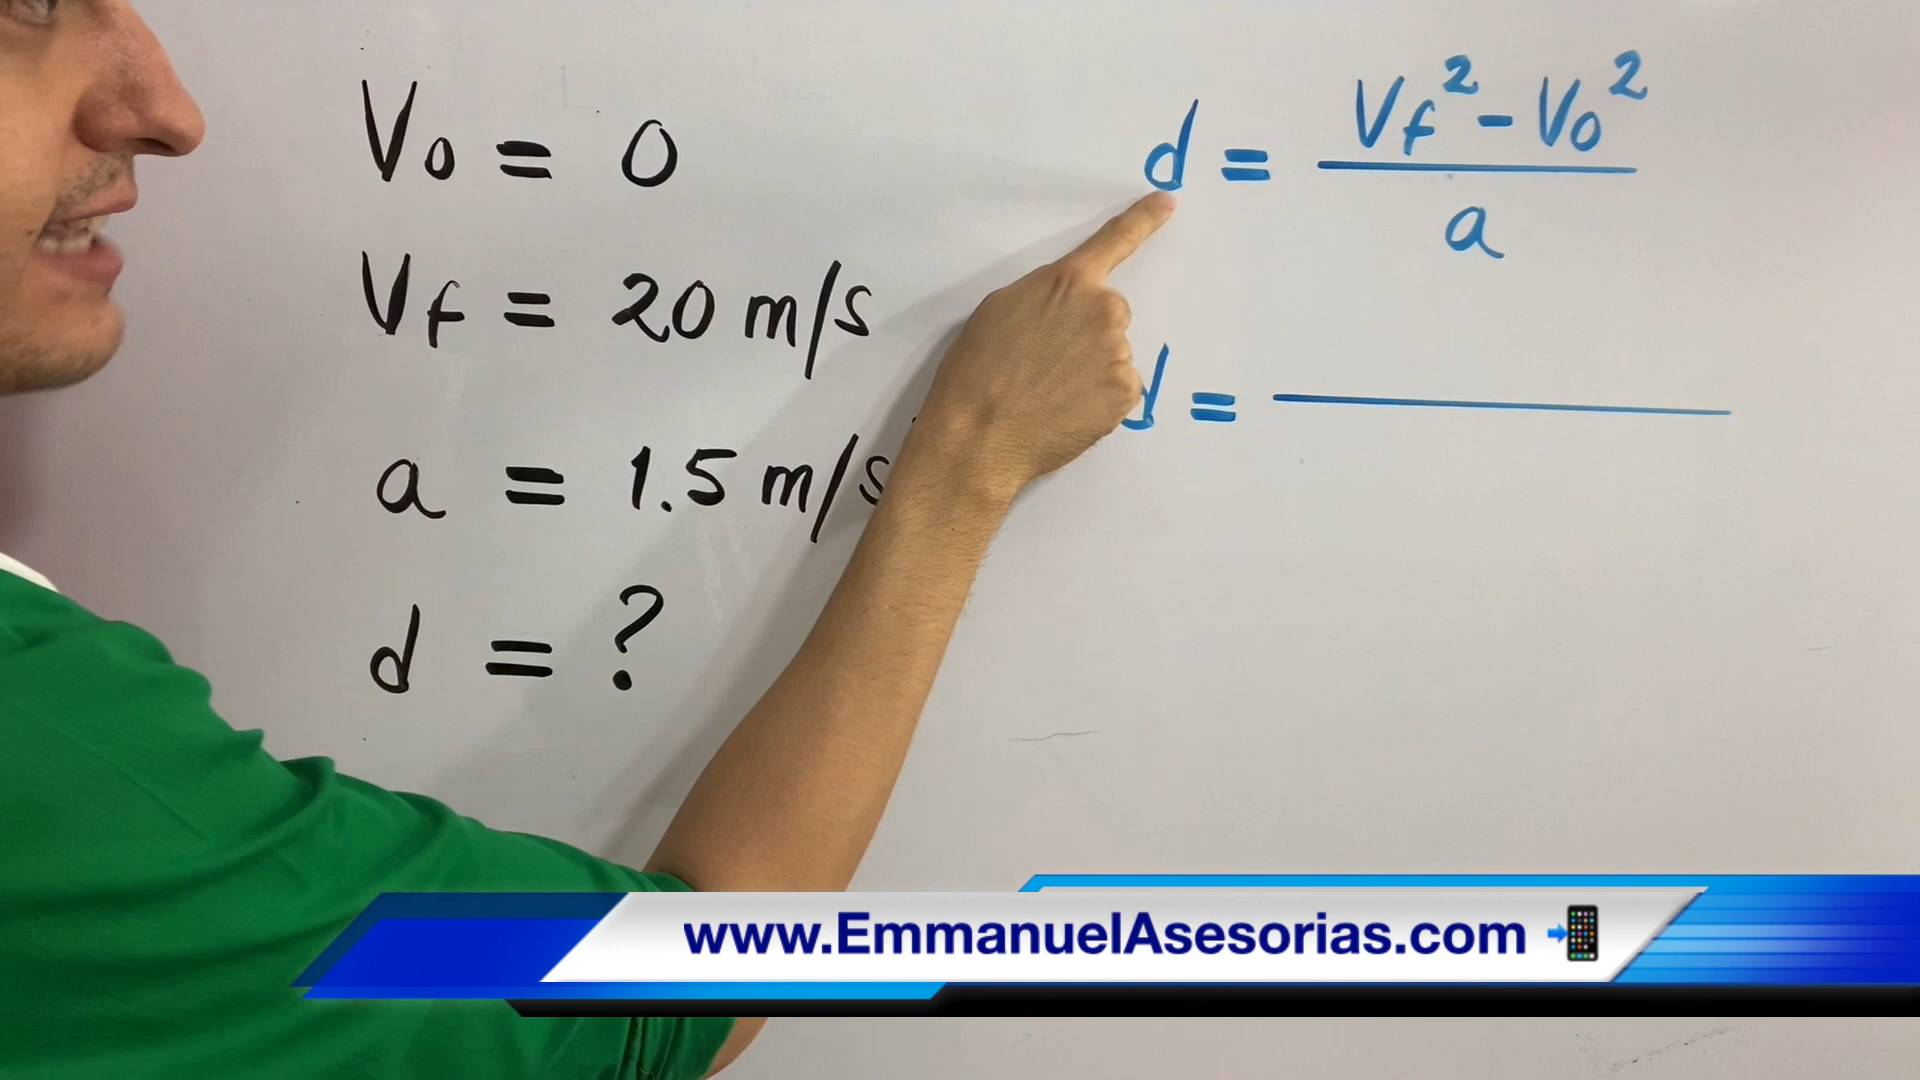 Vo = 0
Vf = 20 m/s
a = 1.5 m/s
d = ?
d = Vf² - Vo² / a
d =
www.EmmanuelAsesorias.com